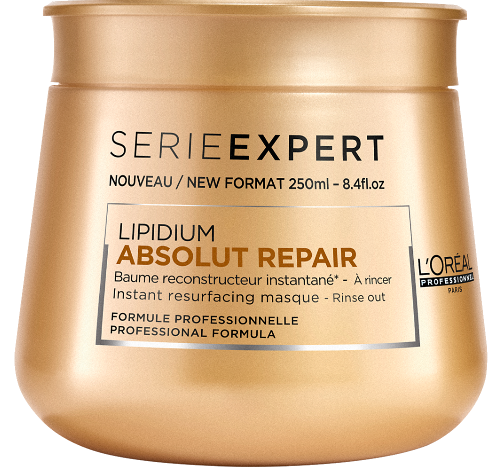 SERIEEXPERT
NOUVEAU / NEW FORMAT 250ml - 8.4fl.oz
LIPIDIUM
ABSOLUT REPAIR
Baume reconstructeur instantané* - À rincer
Instant resurfacing masque - Rinse out
FORMULE PROFESSIONNELLE
PROFESSIONAL FORMULA
L'ORÉAL
PROFESSIONNEL
PARIS